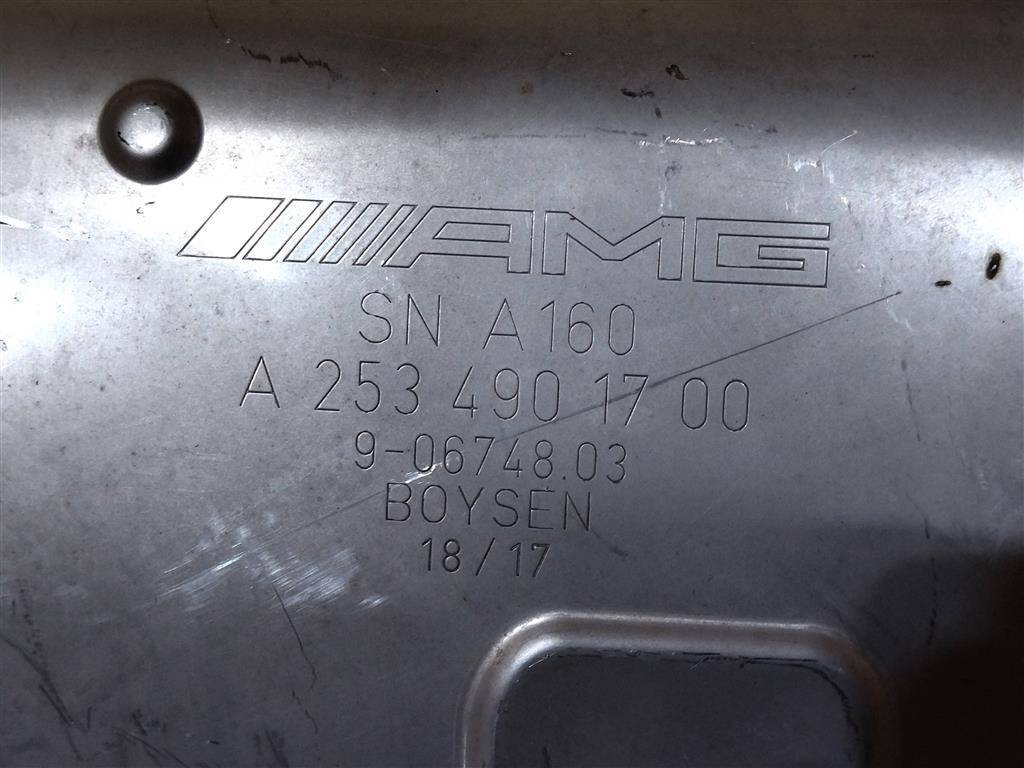 AMG
SN A160
A 253 490 17 00
9-06748.03
BOYSEN
18/17